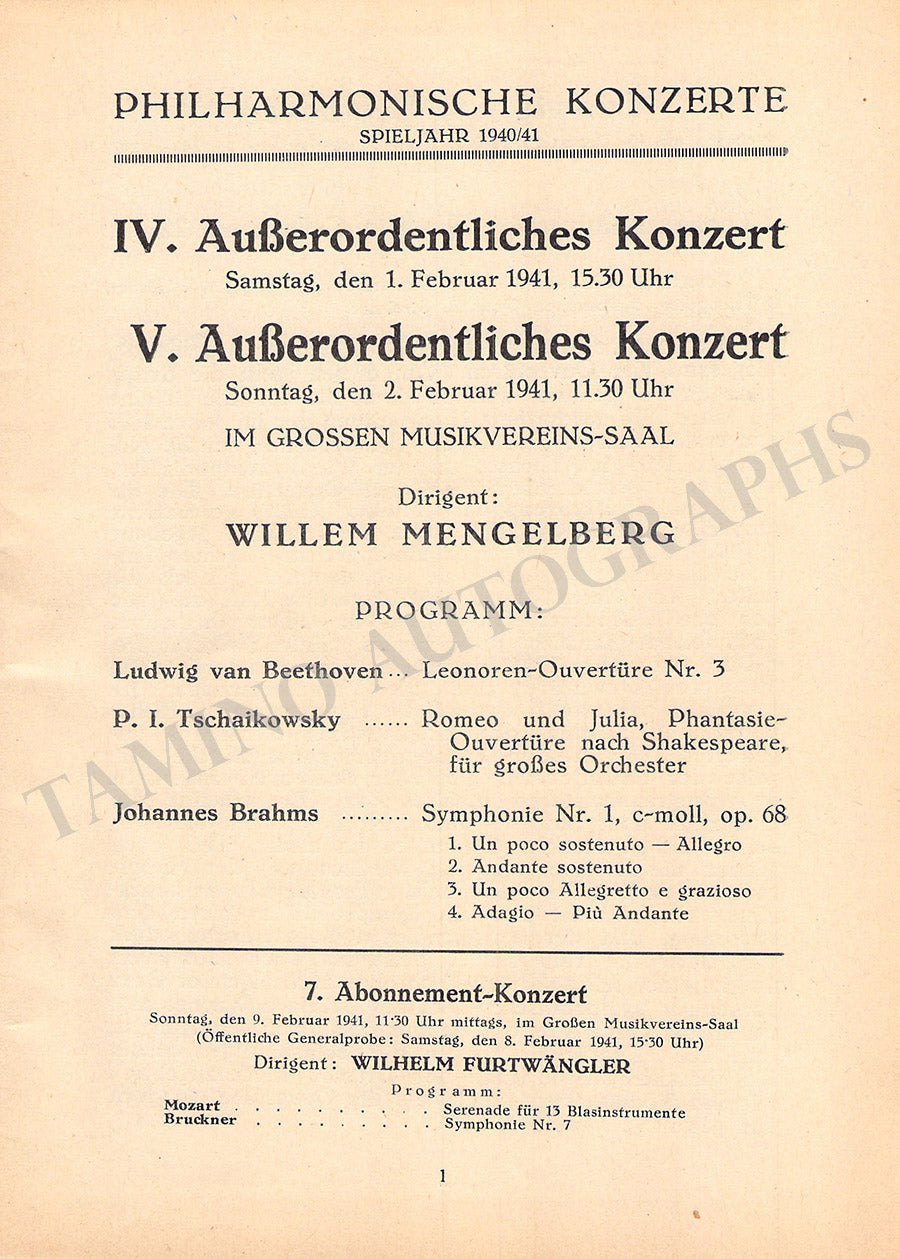 PHILHARMONISCHE KONZERTE
SPIELJAHR 1940/41
IV. Außerordentliches Konzert
Samstag, den 1. Februar 1941, 15.30 Uhr
V. Außerordentliches Konzert
Sonntag, den 2. Februar 1941, 11.30 Uhr
IM GROSSEN MUSIKVEREINS-SAAL
Dirigent:
WILLEM MENGELBERG
PROGRAMM:
Ludwig van Beethoven ... Leonoren-Ouvertüre Nr. 3
P. I. Tschaikowsky ...... Romeo und Julia, Phantasie-
Ouvertüre nach Shakespeare,
für großes Orchester
Johannes Brahms ......... Symphonie Nr. 1, c-moll, op. 68
1. Un poco sostenuto — Allegro
2. Andante sostenuto
3. Un poco Allegretto e grazioso
4. Adagio — Più Andante
7. Abonnement-Konzert
Sonntag, den 9. Februar 1941, 11·30 Uhr mittags, im Großen Musikvereins-Saal
(Öffentliche Generalprobe: Samstag, den 8. Februar 1941, 15·30 Uhr)
Dirigent: WILHELM FURTWÄNGLER
Programm:
Mozart . . . . . . . . . . Serenade für 13 Blasinstrumente
Bruckner . . . . . . . . . Symphonie Nr. 7
1
TAMINO AUTOGRAPHS